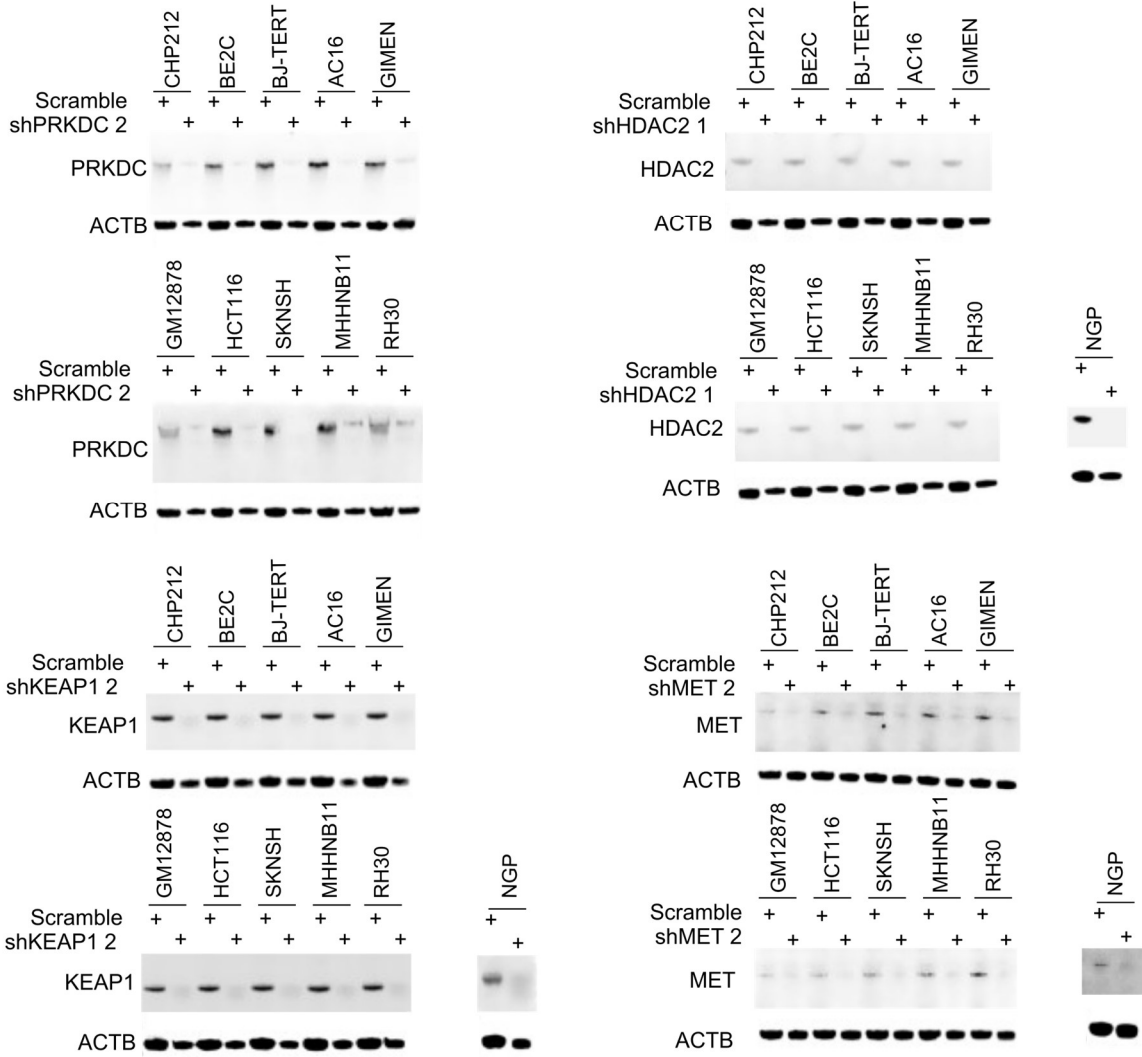 CHP212 BE2C BJ-TERT AC16 GIMEN
Scramble + + + + +
shPRKDC 2 + + + + +
PRKDC
ACTB
GM12878 HCT116 SKNSH MHHNB11 RH30
Scramble + + + + +
shPRKDC 2 + + + + +
PRKDC
ACTB
CHP212 BE2C BJ-TERT AC16 GIMEN
Scramble + + + + +
shHDAC2 1 + + + + +
HDAC2
ACTB
GM12878 HCT116 SKNSH MHHNB11 RH30 NGP
Scramble + + + + + +
shHDAC2 1 + + + + + +
HDAC2
ACTB
CHP212 BE2C BJ-TERT AC16 GIMEN
Scramble + + + + +
shKEAP1 2 + + + + +
KEAP1
ACTB
GM12878 HCT116 SKNSH MHHNB11 RH30 NGP
Scramble + + + + + +
shKEAP1 2 + + + + + +
KEAP1
ACTB
CHP212 BE2C BJ-TERT AC16 GIMEN
Scramble + + + + +
shMET 2 + + + + +
MET
ACTB
GM12878 HCT116 SKNSH MHHNB11 RH30 NGP
Scramble + + + + + +
shMET 2 + + + + + +
MET
ACTB